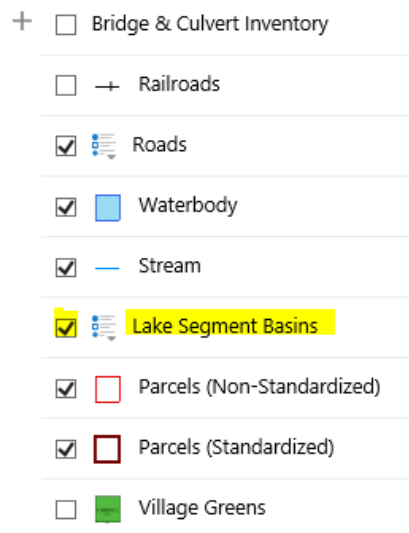 Bridge & Culvert Inventory
Railroads
Roads
Waterbody
Stream
Lake Segment Basins
Parcels (Non-Standardized)
Parcels (Standardized)
Village Greens